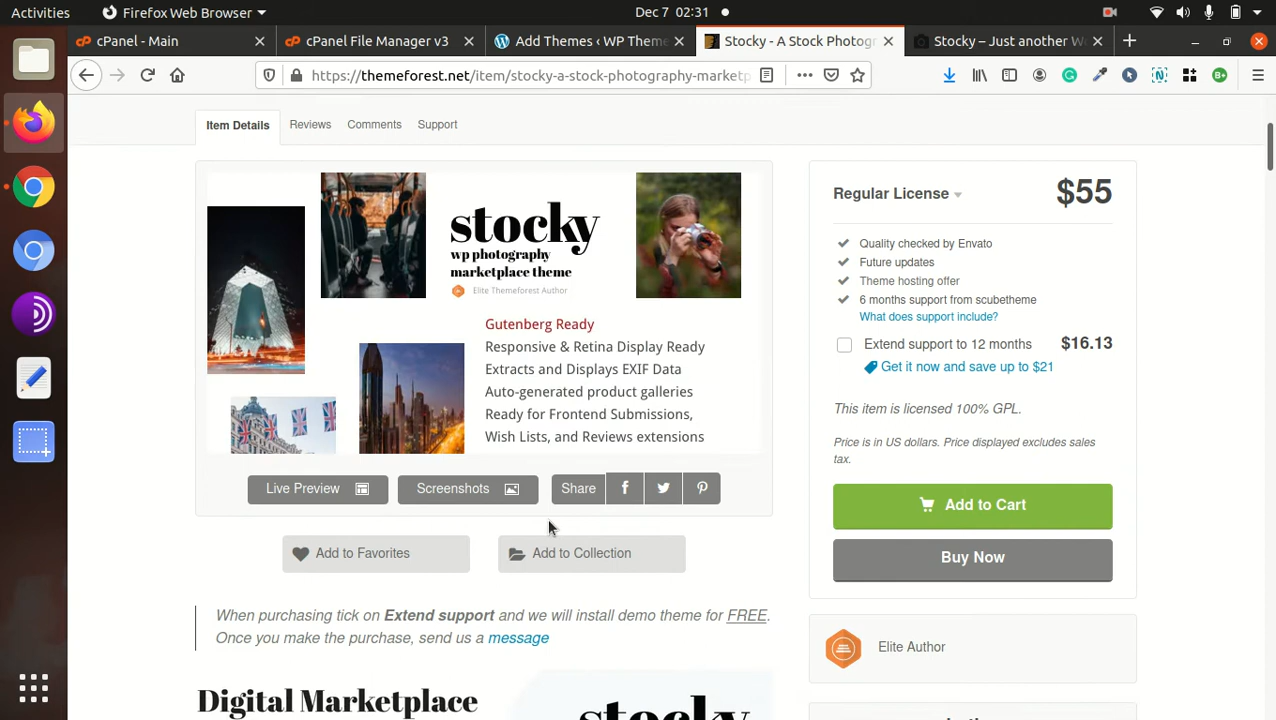 Activities
Firefox Web Browser
Dec 7 02:31
cPanel - Main
cPanel File Manager v3
Add Themes ‹ WP Theme
Stocky - A Stock Photogr
Stocky – Just another W
https://themeforest.net/item/stocky-a-stock-photography-marketp
Item Details
Reviews
Comments
Support
stocky
wp photography
marketplace theme
Elite Themeforest Author
Gutenberg Ready
Responsive & Retina Display Ready
Extracts and Displays EXIF Data
Auto-generated product galleries
Ready for Frontend Submissions,
Wish Lists, and Reviews extensions
Live Preview
Screenshots
Share
Add to Favorites
Add to Collection
When purchasing tick on Extend support and we will install demo theme for FREE.
Once you make the purchase, send us a message
Digital Marketplace
stocky
Regular License
$55
Quality checked by Envato
Future updates
Theme hosting offer
6 months support from scubetheme
What does support include?
Extend support to 12 months
$16.13
Get it now and save up to $21
This item is licensed 100% GPL.
Price is in US dollars. Price displayed excludes sales
tax.
Add to Cart
Buy Now
Elite Author